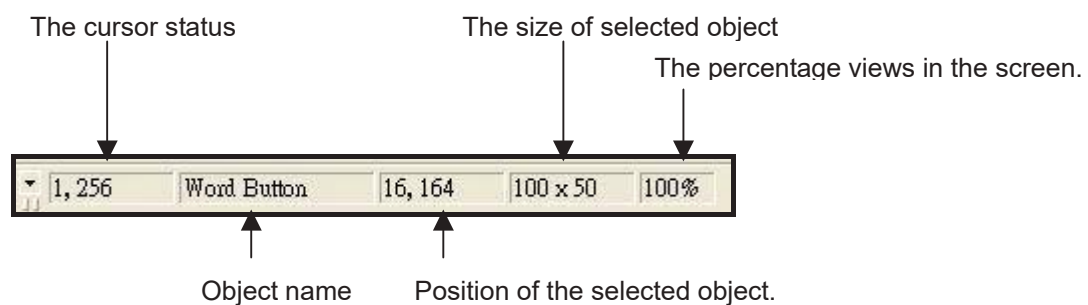 The cursor status
The size of selected object
The percentage views in the screen.
1, 256 Word Button 16, 164 100 x 50 100%
Object name
Position of the selected object.